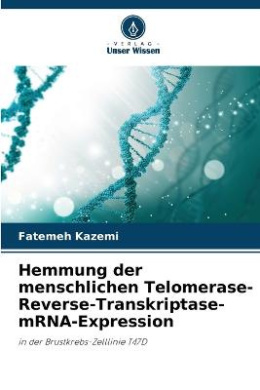 VERLAG
Unser Wissen
Fatemeh Kazemi
Hemmung der
menschlichen Telomerase-
Reverse-Transkriptase-
mRNA-Expression
in der Brustkrebs-Zelllinie T47D